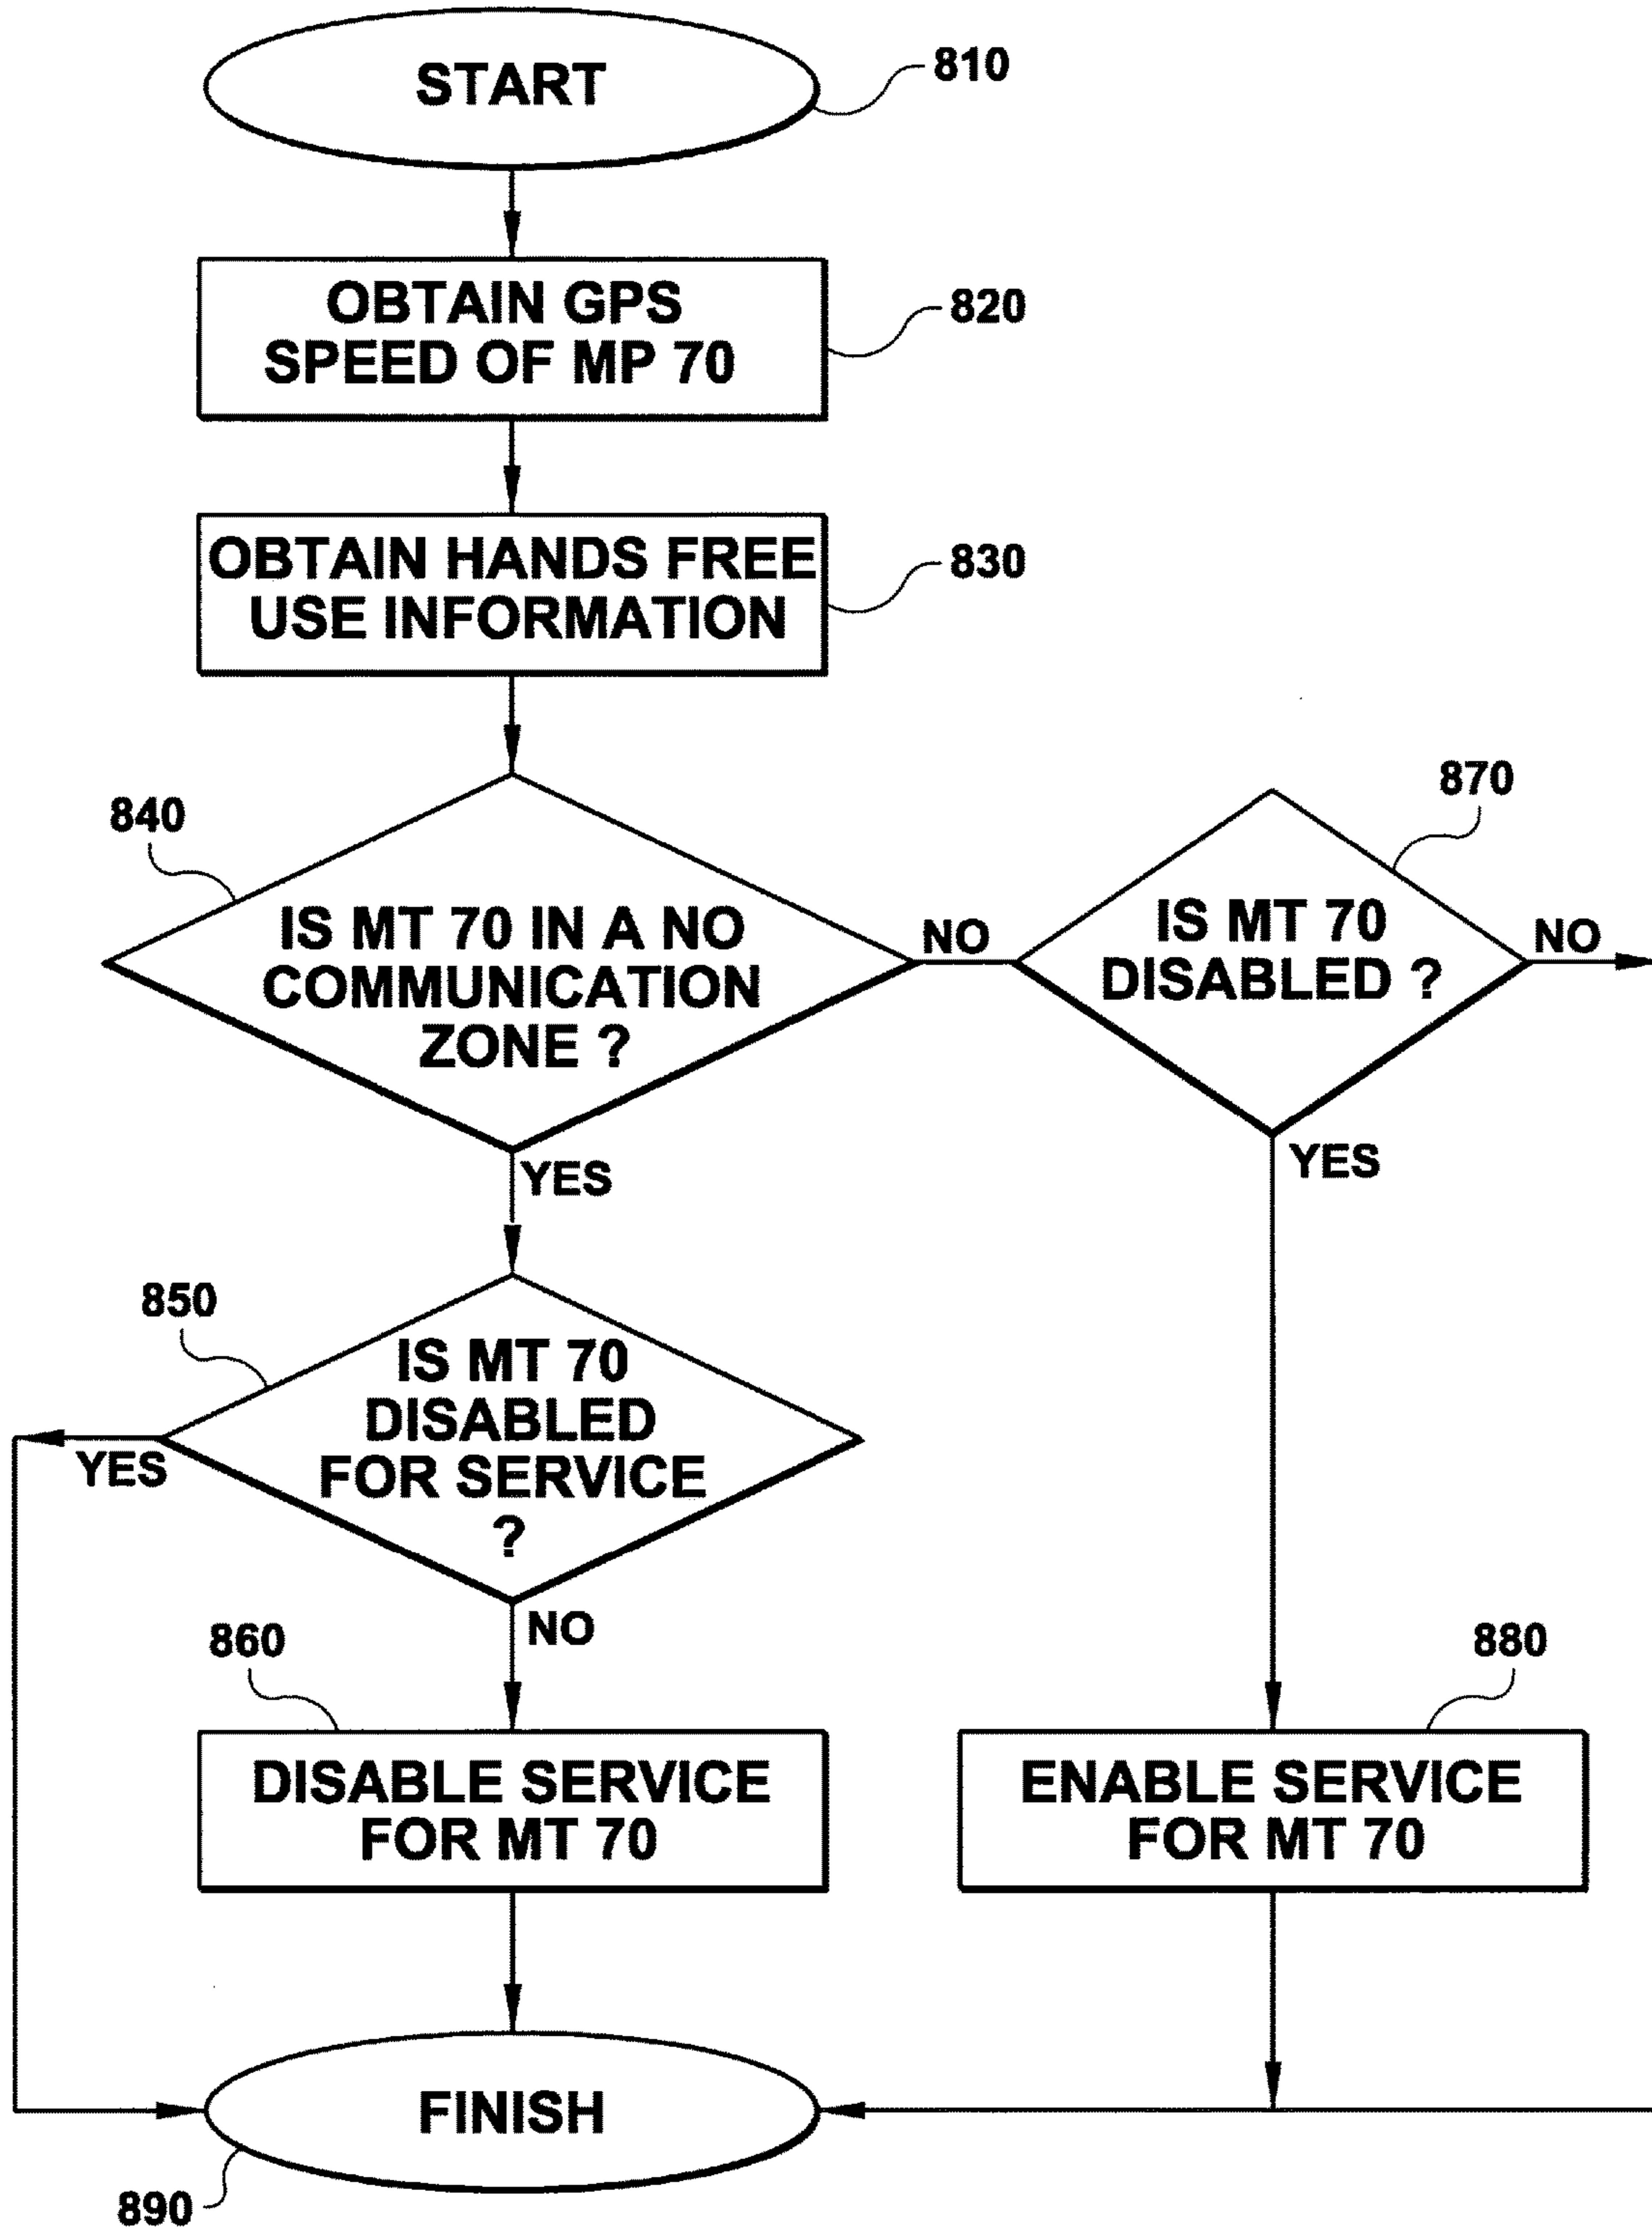 START
810
OBTAIN GPS
SPEED OF MP 70
820
OBTAIN HANDS FREE
USE INFORMATION
830
840
IS MT 70 IN A NO
COMMUNICATION
ZONE ?
NO
YES
870
IS MT 70
DISABLED ?
NO
YES
850
IS MT 70
DISABLED
FOR SERVICE
?
YES
NO
860
DISABLE SERVICE
FOR MT 70
880
ENABLE SERVICE
FOR MT 70
FINISH
890